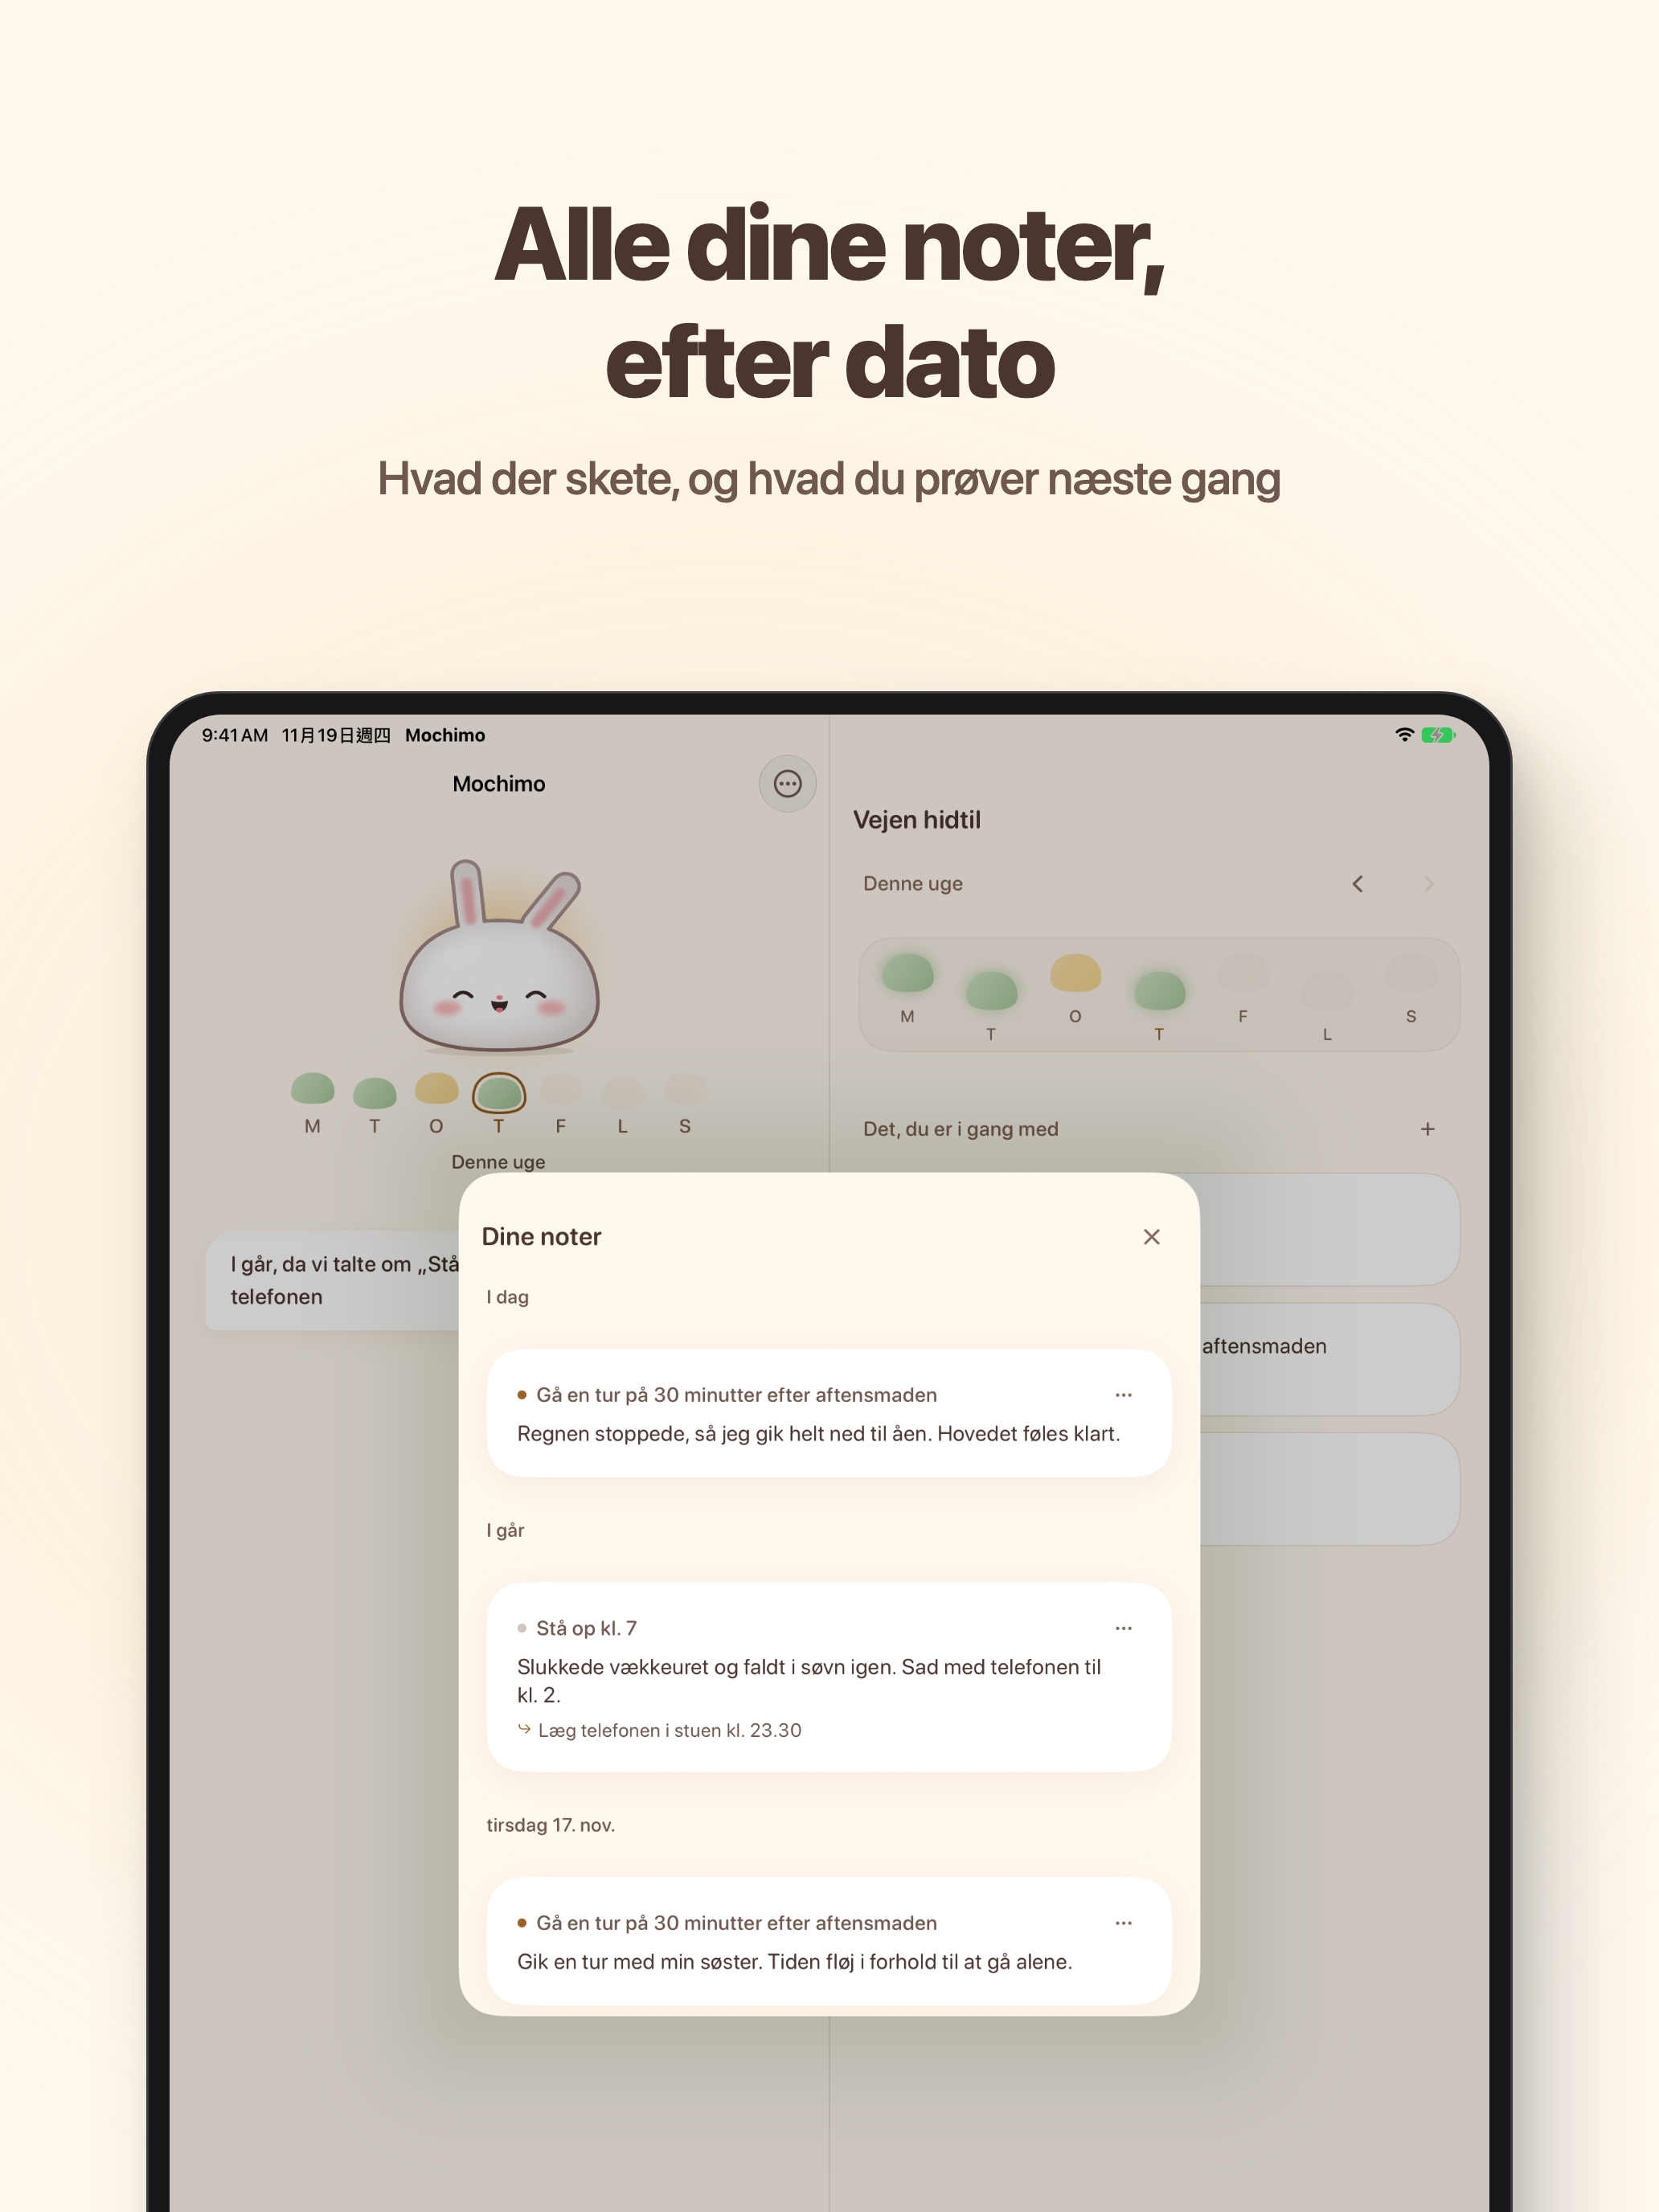 Alle dine noter,
efter dato
Hvad der skete, og hvad du prøver næste gang
9:41 AM 11月19日週四 Mochimo
Mochimo
M T O T F L S
Denne uge
I går, da vi talte om „Stå
telefonen
Vejen hidtil
Denne uge
M T O T F L S
Det, du er i gang med
aftensmaden
Dine noter
I dag
Gå en tur på 30 minutter efter aftensmaden
Regnen stoppede, så jeg gik helt ned til åen. Hovedet føles klart.
I går
Stå op kl. 7
Slukkede vækkeuret og faldt i søvn igen. Sad med telefonen til
kl. 2.
Læg telefonen i stuen kl. 23.30
tirsdag 17. nov.
Gå en tur på 30 minutter efter aftensmaden
Gik en tur med min søster. Tiden fløj i forhold til at gå alene.